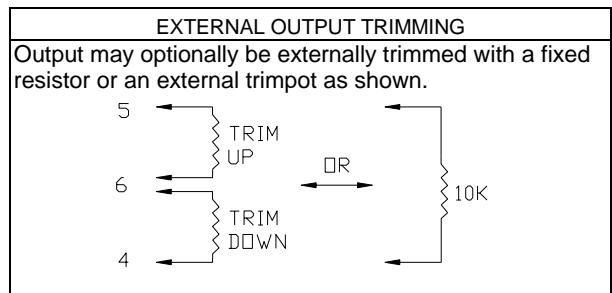 EXTERNAL OUTPUT TRIMMING
Output may optionally be externally trimmed with a fixed
resistor or an external trimpot as shown.
5
TRIM
UP
6
OR
10K
TRIM
DOWN
4